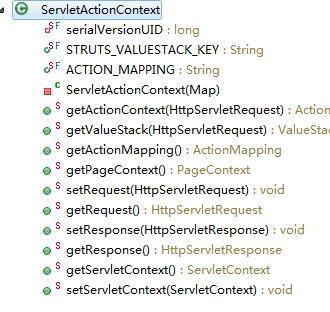 ServletActionContext
serialVersionUID : long
STRUTS_VALUESTACK_KEY : String
ACTION_MAPPING : String
ServletActionContext(Map)
getActionContext(HttpServletRequest) : Action
getValueStack(HttpServletRequest) : ValueSta
getActionMapping() : ActionMapping
getPageContext() : PageContext
setRequest(HttpServletRequest) : void
getRequest() : HttpServletRequest
setResponse(HttpServletResponse) : void
getResponse() : HttpServletResponse
getServletContext() : ServletContext
setServletContext(ServletContext) : void